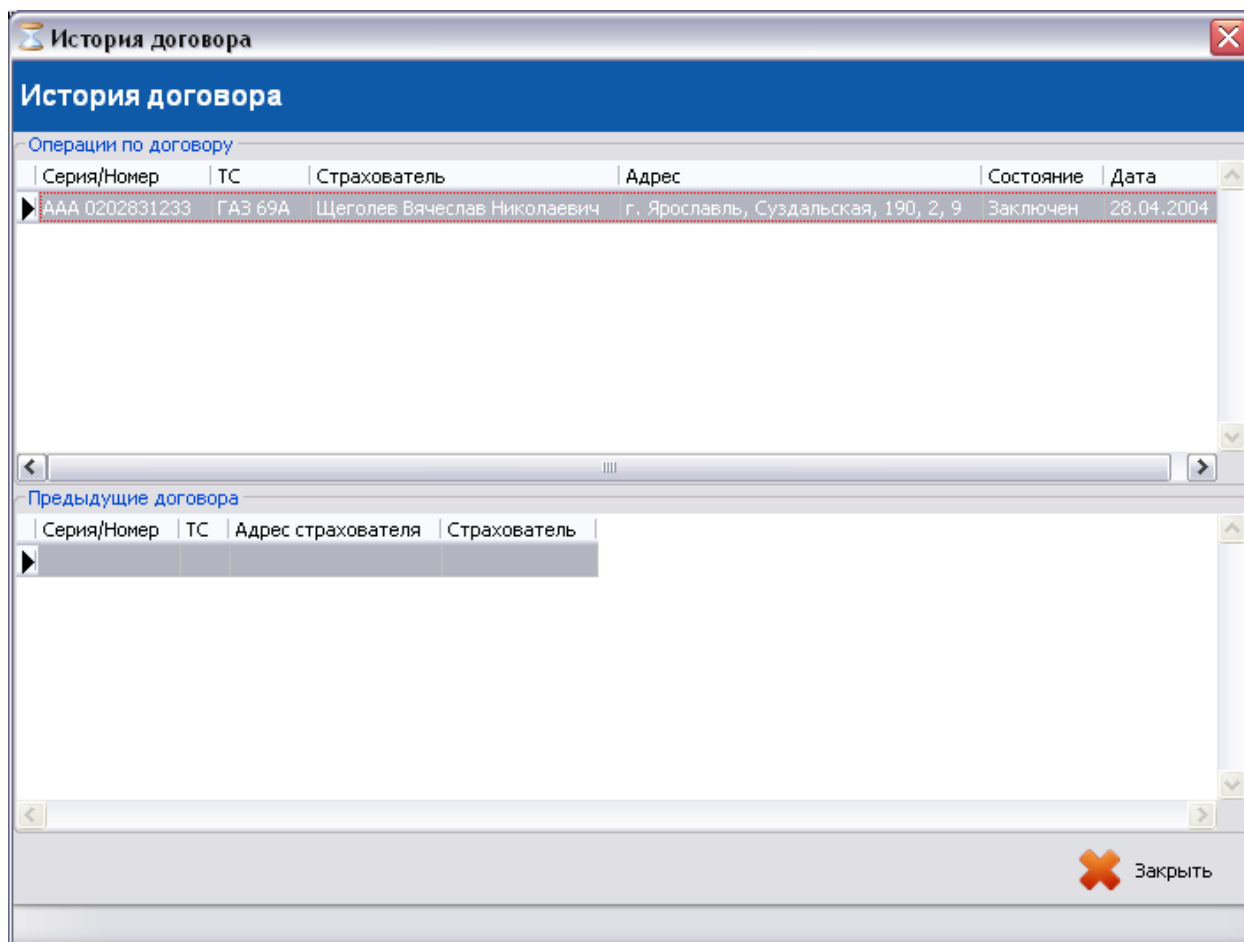 История договора
История договора
Операции по договору
Серия/Номер ТС Страхователь Адрес Состояние Дата
ААА 0202831233 ГАЗ 69А Щеголев Вячеслав Николаевич г. Ярославль, Суздальская, 190, 2, 9 Заключен 28.04.2004
Предыдущие договора
Серия/Номер ТС Адрес страхователя Страхователь
Закрыть